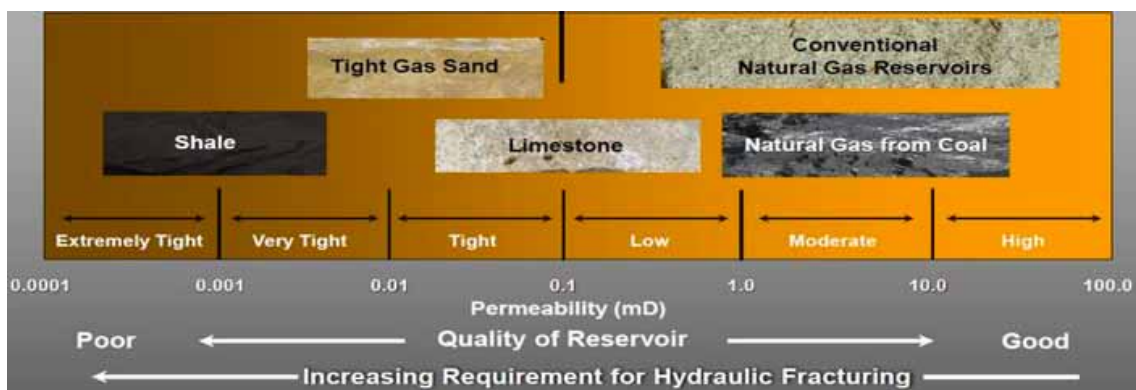 Conventional
Natural Gas Reservoirs
Tight Gas Sand
Shale
Limestone
Natural Gas from Coal
Extremely Tight Very Tight Tight Low Moderate High
0.0001 0.001 0.01 0.1 1.0 10.0 100.0
Permeability (mD)
Poor Quality of Reservoir Good
Increasing Requirement for Hydraulic Fracturing